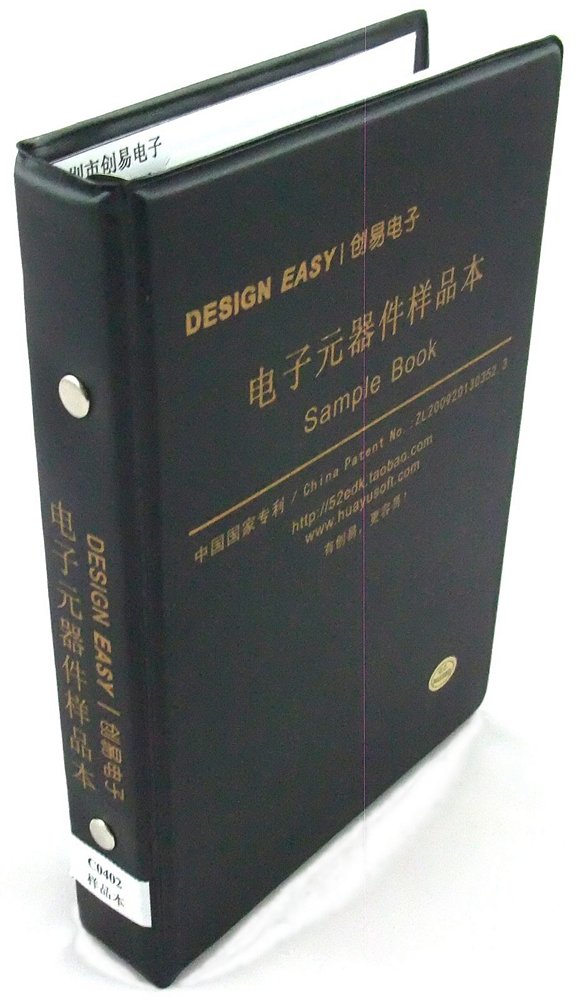 圳市创易电子
DESIGN EASY | 创易电子
电子元器件样品本
Sample Book
中国国家专利 / China Patent No.:ZL200920130352.3
http://52edk.taobao.com
www.huayusoft.com
有创易，更容易！
DESIGN EASY | 创易电子
电子元器件样品本
C0402
样品本